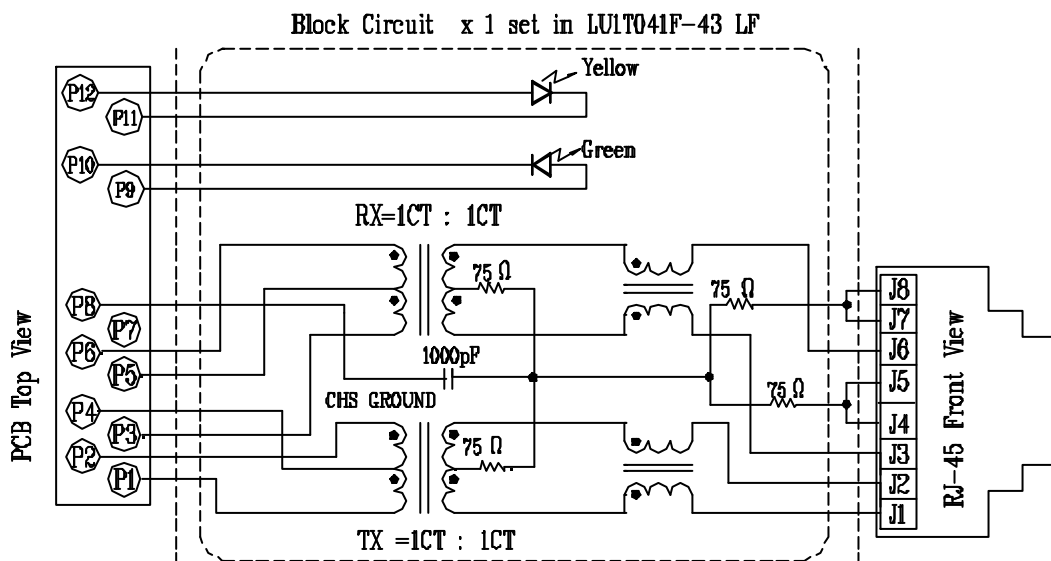 Block Circuit x 1 set in LU1T041F-43 LF
P12
Yellow
P11
P10
Green
P9
RX=1CT : 1CT
75 Ω
75 Ω
J8
P8
J7
P7
P6
1000pF
J6
P5
J5
75 Ω
CHS GROUND
P4
J4
P3
75 Ω
P2
J3
P1
J2
J1
TX =1CT : 1CT
PCB Top View
RJ-45 Front View